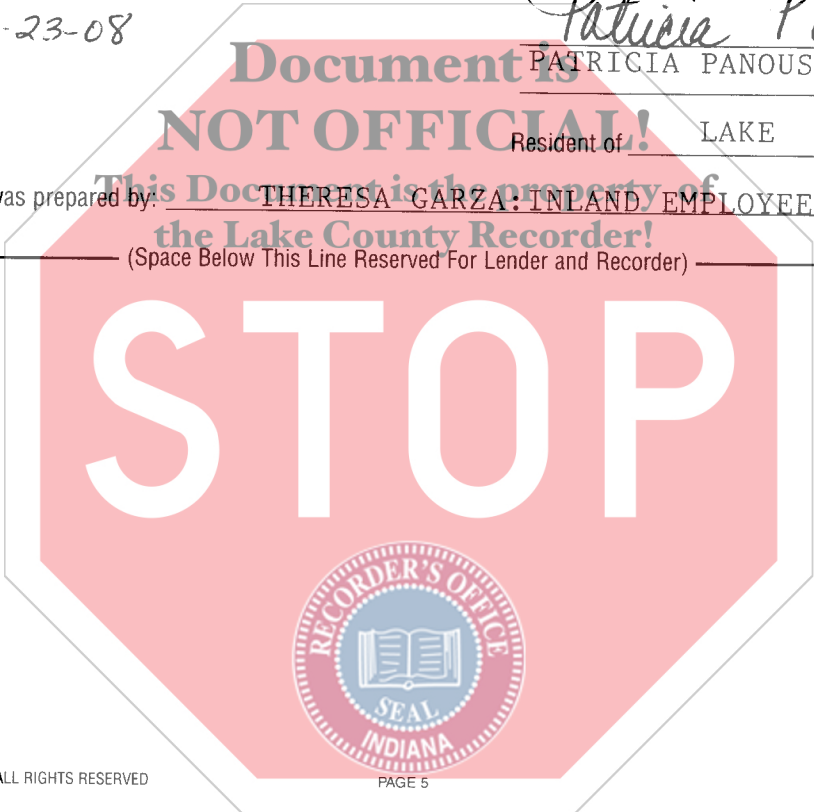 -23-08
Patricia P
Document is
PATRICIA PANOUS
NOT OFFICIAL!
Resident of LAKE
This Document is the property of
was prepared by: THERESA GARZA: INLAND EMPLOYEE
the Lake County Recorder!
(Space Below This Line Reserved For Lender and Recorder)
STOP
RECORDER'S OFFICE
SEAL
INDIANA
ALL RIGHTS RESERVED
PAGE 5